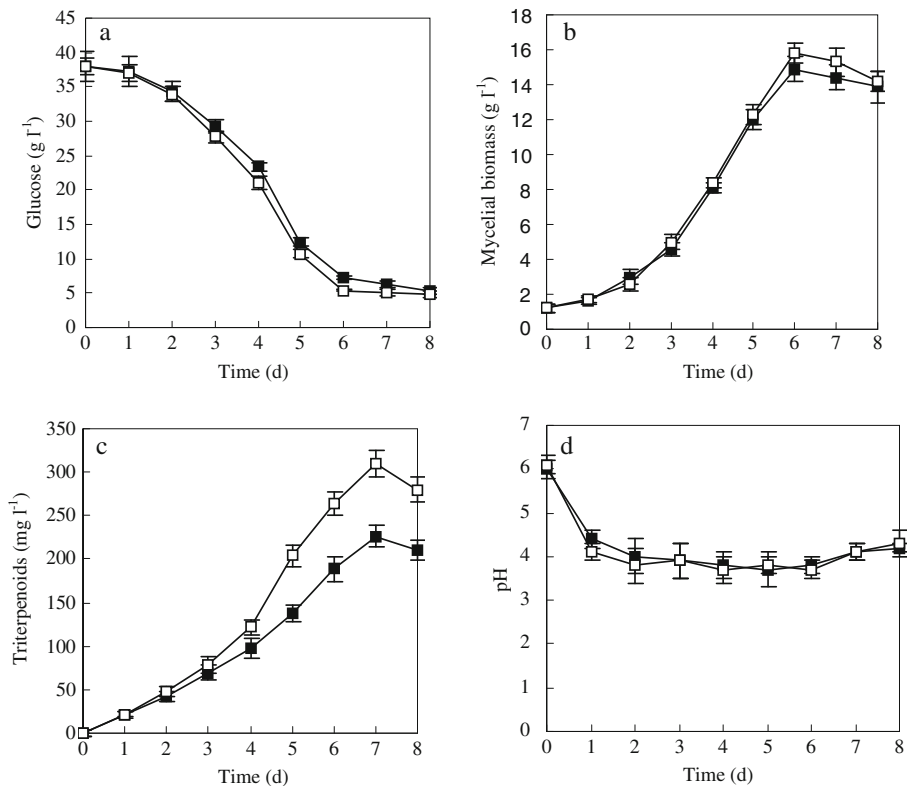 a
45
40
35
30
25
20
15
10
5
0
Glucose (g l-1)
0 1 2 3 4 5 6 7 8
Time (d)
b
18
16
14
12
10
8
6
4
2
0
Mycelial biomass (g l-1)
0 1 2 3 4 5 6 7 8
Time (d)
c
350
300
250
200
150
100
50
0
Triterpenoids (mg l-1)
0 1 2 3 4 5 6 7 8
Time (d)
d
7
6
5
4
3
2
1
0
pH
0 1 2 3 4 5 6 7 8
Time (d)